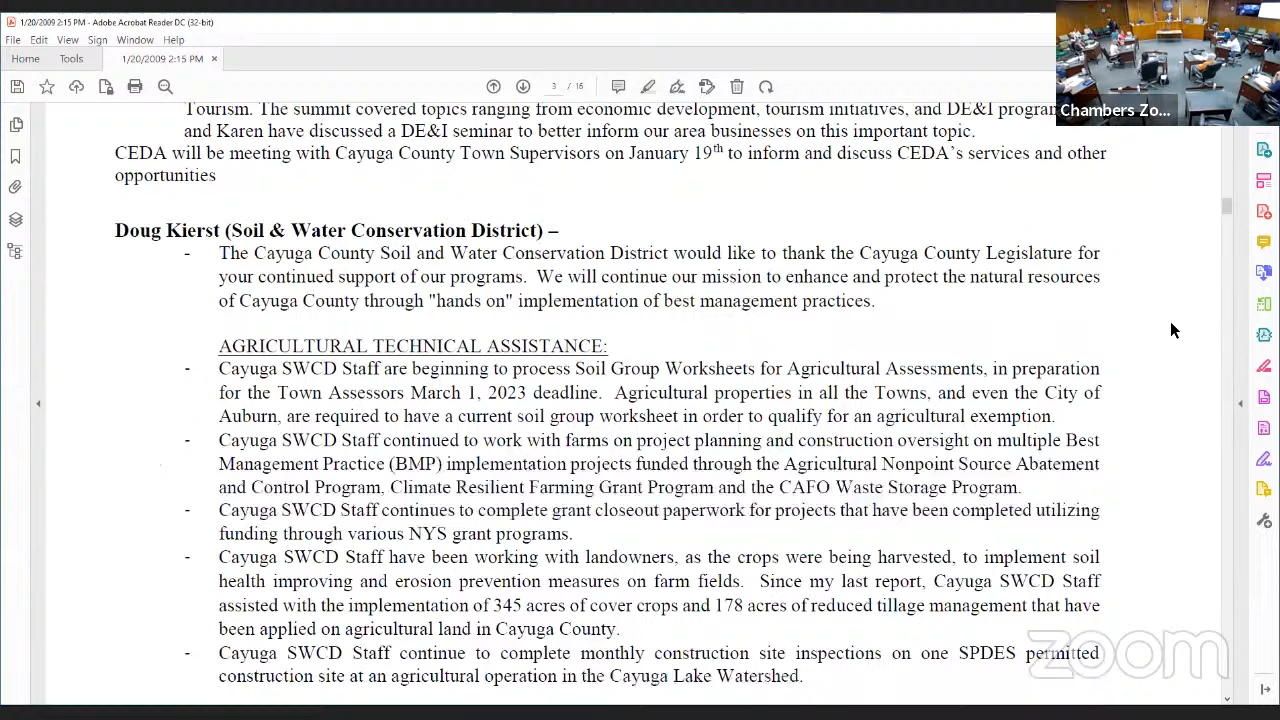 1/20/2009 2:15 PM - Adobe Acrobat Reader DC (32-bit)
File Edit View Sign Window Help
Home Tools 1/20/2009 2:15 PM ×
3 / 16
Chambers Zo...
Tourism. The summit covered topics ranging from economic development, tourism initiatives, and DE&I
and Karen have discussed a DE&I seminar to better inform our area businesses on this important topic.
CEDA will be meeting with Cayuga County Town Supervisors on January 19th to inform and discuss CEDA's services and other
opportunities
Doug Kierst (Soil & Water Conservation District) –
- The Cayuga County Soil and Water Conservation District would like to thank the Cayuga County Legislature for
your continued support of our programs. We will continue our mission to enhance and protect the natural resources
of Cayuga County through "hands on" implementation of best management practices.
AGRICULTURAL TECHNICAL ASSISTANCE:
- Cayuga SWCD Staff are beginning to process Soil Group Worksheets for Agricultural Assessments, in preparation
for the Town Assessors March 1, 2023 deadline. Agricultural properties in all the Towns, and even the City of
Auburn, are required to have a current soil group worksheet in order to qualify for an agricultural exemption.
- Cayuga SWCD Staff continued to work with farms on project planning and construction oversight on multiple Best
Management Practice (BMP) implementation projects funded through the Agricultural Nonpoint Source Abatement
and Control Program, Climate Resilient Farming Grant Program and the CAFO Waste Storage Program.
- Cayuga SWCD Staff continues to complete grant closeout paperwork for projects that have been completed utilizing
funding through various NYS grant programs.
- Cayuga SWCD Staff have been working with landowners, as the crops were being harvested, to implement soil
health improving and erosion prevention measures on farm fields. Since my last report, Cayuga SWCD Staff
assisted with the implementation of 345 acres of cover crops and 178 acres of reduced tillage management that have
been applied on agricultural land in Cayuga County.
- Cayuga SWCD Staff continue to complete monthly construction site inspections on one SPDES permitted
construction site at an agricultural operation in the Cayuga Lake Watershed.
zoom